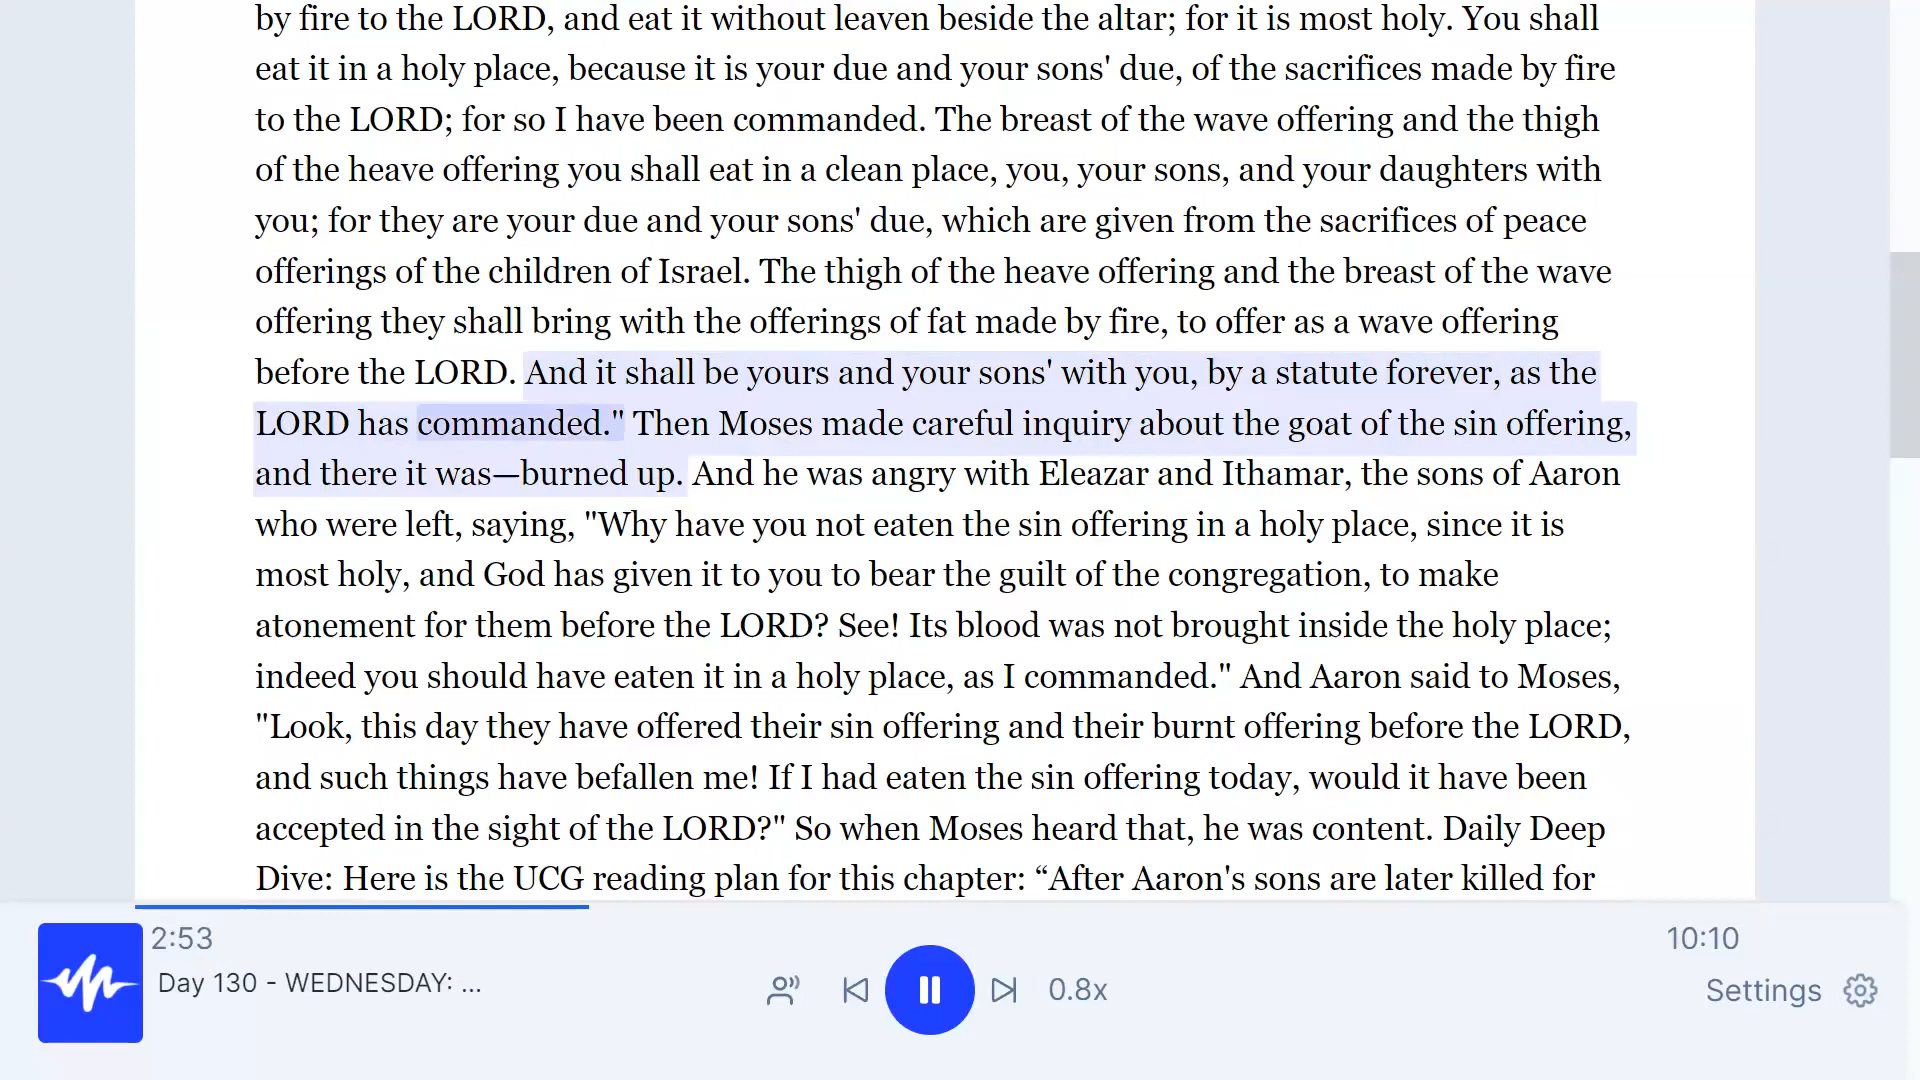 by fire to the LORD, and eat it without leaven beside the altar; for it is most holy. You shall
eat it in a holy place, because it is your due and your sons' due, of the sacrifices made by fire
to the LORD; for so I have been commanded. The breast of the wave offering and the thigh
of the heave offering you shall eat in a clean place, you, your sons, and your daughters with
you; for they are your due and your sons' due, which are given from the sacrifices of peace
offerings of the children of Israel. The thigh of the heave offering and the breast of the wave
offering they shall bring with the offerings of fat made by fire, to offer as a wave offering
before the LORD. And it shall be yours and your sons' with you, by a statute forever, as the
LORD has commanded." Then Moses made careful inquiry about the goat of the sin offering,
and there it was—burned up. And he was angry with Eleazar and Ithamar, the sons of Aaron
who were left, saying, "Why have you not eaten the sin offering in a holy place, since it is
most holy, and God has given it to you to bear the guilt of the congregation, to make
atonement for them before the LORD? See! Its blood was not brought inside the holy place;
indeed you should have eaten it in a holy place, as I commanded." And Aaron said to Moses,
"Look, this day they have offered their sin offering and their burnt offering before the LORD,
and such things have befallen me! If I had eaten the sin offering today, would it have been
accepted in the sight of the LORD?" So when Moses heard that, he was content. Daily Deep
Dive: Here is the UCG reading plan for this chapter: “After Aaron's sons are later killed for
2:53
10:10
Day 130 - WEDNESDAY: ...
0.8x
Settings